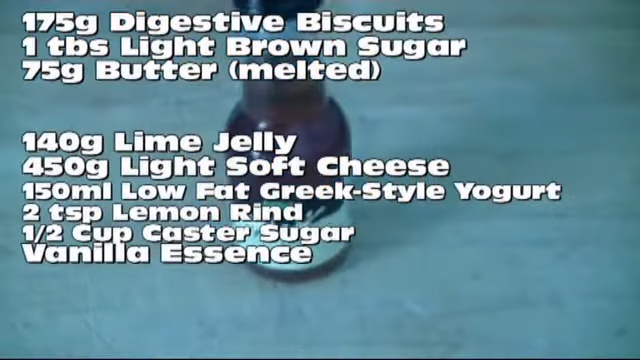 175g Digestive Biscuits
1 tbs Light Brown Sugar
75g Butter (melted)
140g Lime Jelly
450g Light Soft Cheese
150ml Low Fat Greek-Style Yogurt
2 tsp Lemon Rind
1/2 Cup Caster Sugar
Vanilla Essence